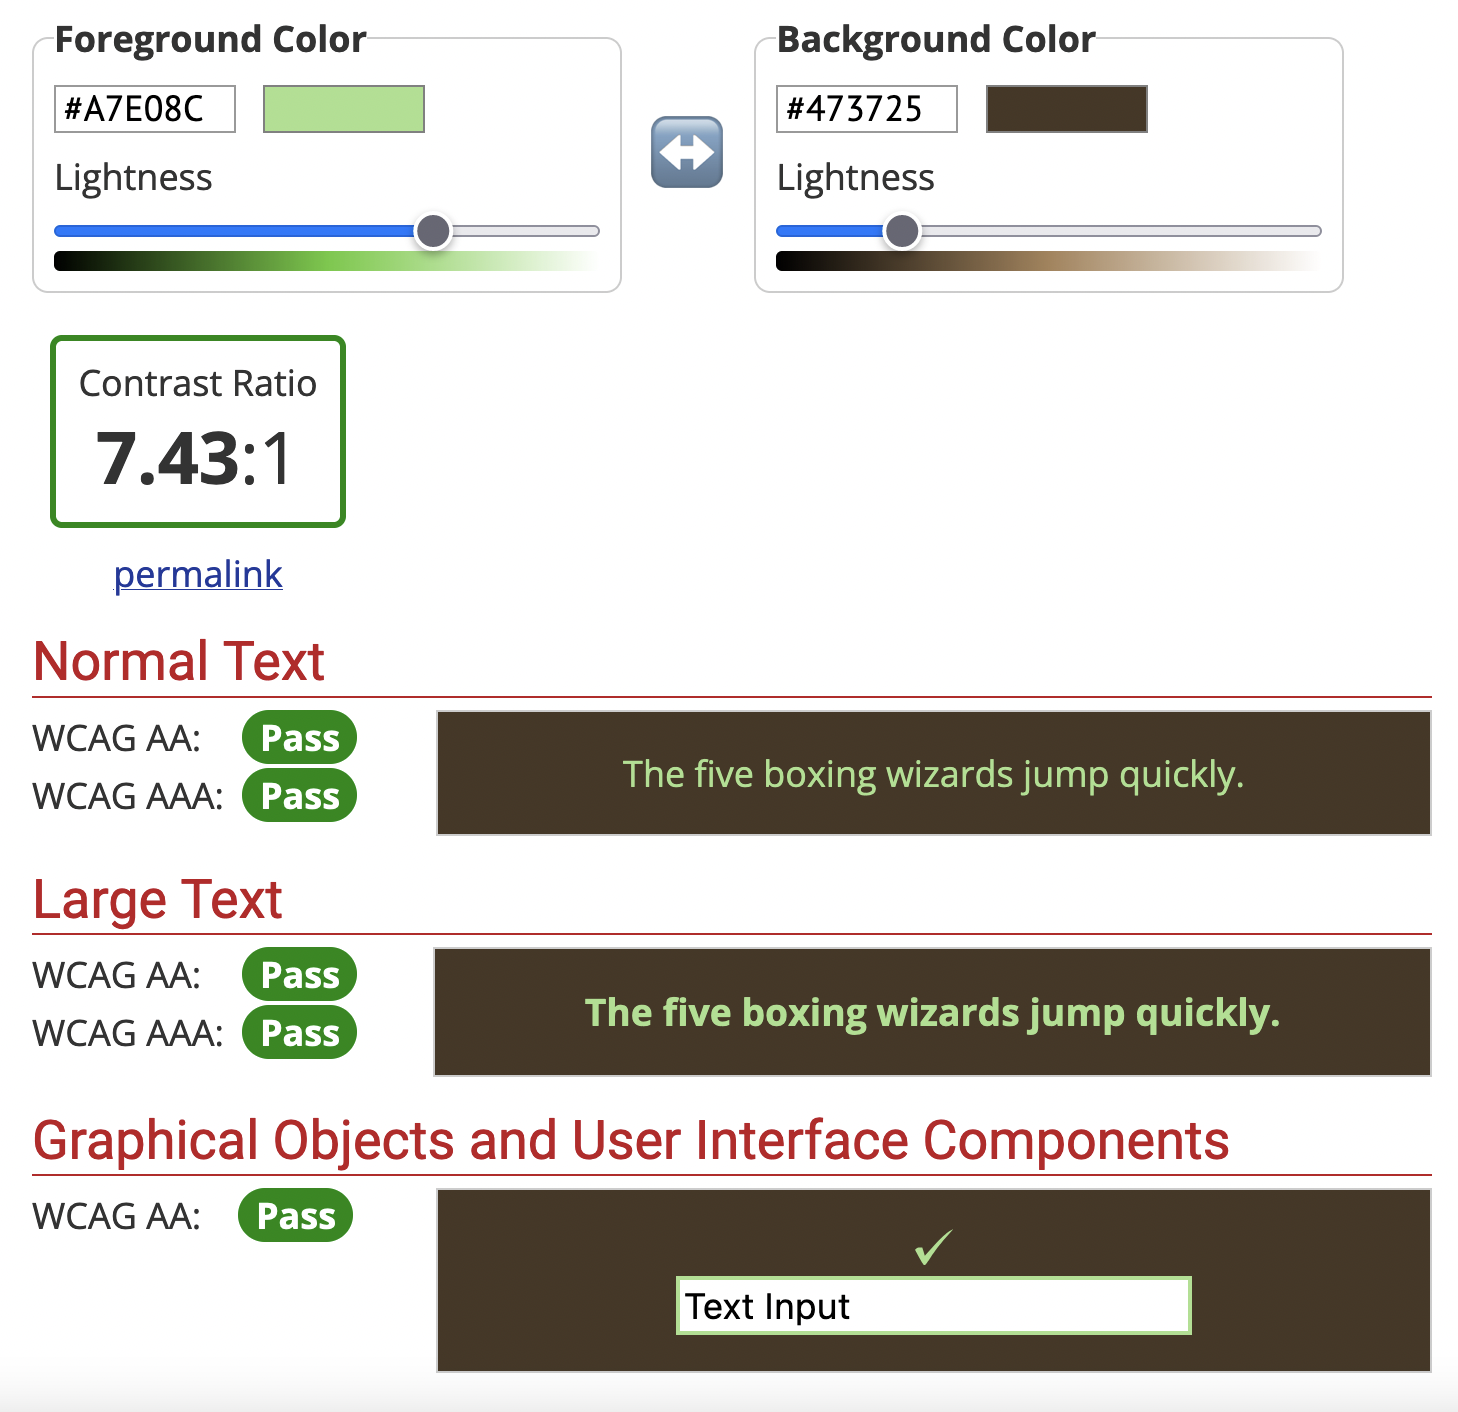 Foreground Color
#A7E08C
Lightness
Background Color
#473725
Lightness
Contrast Ratio
7.43:1
permalink
Normal Text
WCAG AA: Pass
WCAG AAA: Pass
The five boxing wizards jump quickly.
Large Text
WCAG AA: Pass
WCAG AAA: Pass
The five boxing wizards jump quickly.
Graphical Objects and User Interface Components
WCAG AA: Pass
✓
Text Input